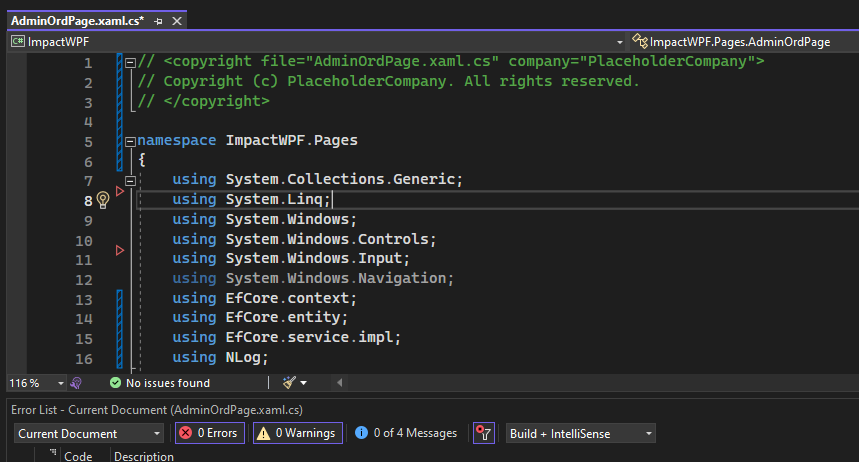 AdminOrdPage.xaml.cs*
ImpactWPF ImpactWPF.Pages.AdminOrdPage
1 // <copyright file="AdminOrdPage.xaml.cs" company="PlaceholderCompany">
2 // Copyright (c) PlaceholderCompany. All rights reserved.
3 // </copyright>
4
5 namespace ImpactWPF.Pages
6 {
7 using System.Collections.Generic;
8 using System.Linq;
9 using System.Windows;
10 using System.Windows.Controls;
11 using System.Windows.Input;
12 using System.Windows.Navigation;
13 using EfCore.context;
14 using EfCore.entity;
15 using EfCore.service.impl;
16 using NLog;
116 % No issues found
Error List - Current Document (AdminOrdPage.xaml.cs)
Current Document 0 Errors 0 Warnings 0 of 4 Messages Build + IntelliSense
Code Description